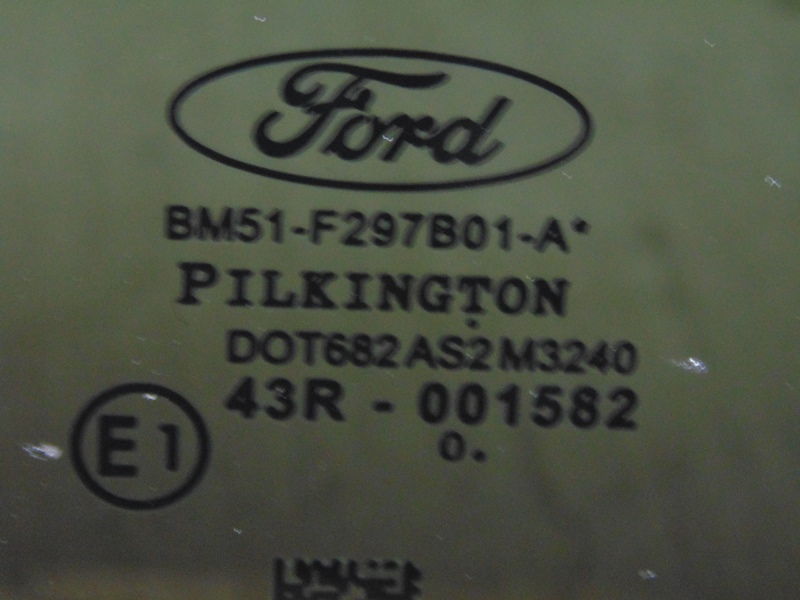 Ford
BM51-F297B01-A*
PILKINGTON
DOT682 AS2 M3240
43R - 001582
E1
0.